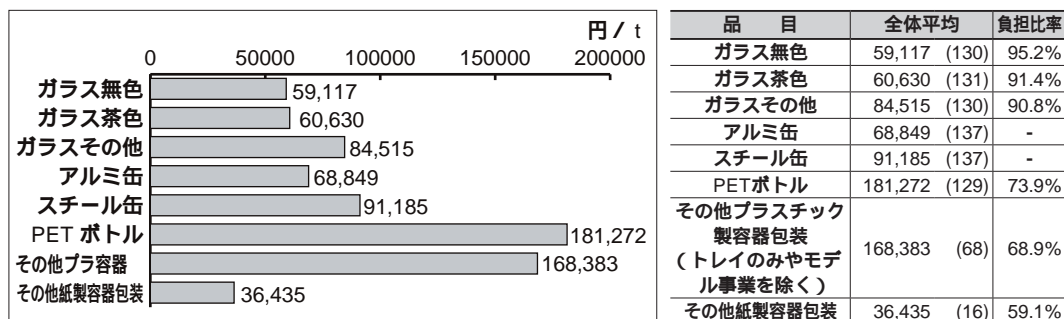 円 / t
0 50000 100000 150000 200000
ガラス無色 59,117
ガラス茶色 60,630
ガラスその他 84,515
アルミ缶 68,849
スチール缶 91,185
PET ボトル 181,272
その他プラ容器 168,383
その他紙製容器包装 36,435
品 目 全体平均 負担比率
ガラス無色 59,117 (130) 95.2%
ガラス茶色 60,630 (131) 91.4%
ガラスその他 84,515 (130) 90.8%
アルミ缶 68,849 (137) -
スチール缶 91,185 (137) -
PETボトル 181,272 (129) 73.9%
その他プラスチック
製容器包装
(トレイのみやモデ
ル事業を除く)
168,383 (68) 68.9%
その他紙製容器包装 36,435 (16) 59.1%